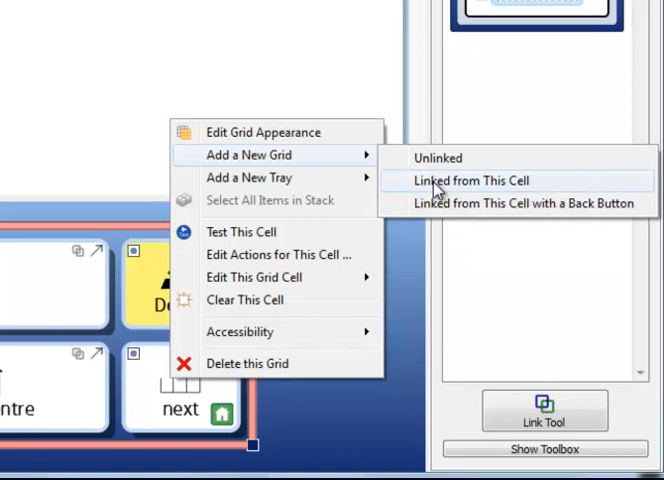 Edit Grid Appearance
Add a New Grid
Add a New Tray
Select All Items in Stack
Test This Cell
Edit Actions for This Cell ...
Edit This Grid Cell
Clear This Cell
Accessibility
Delete this Grid
Unlinked
Linked from This Cell
Linked from This Cell with a Back Button
ntre
next
Link Tool
Show Toolbox